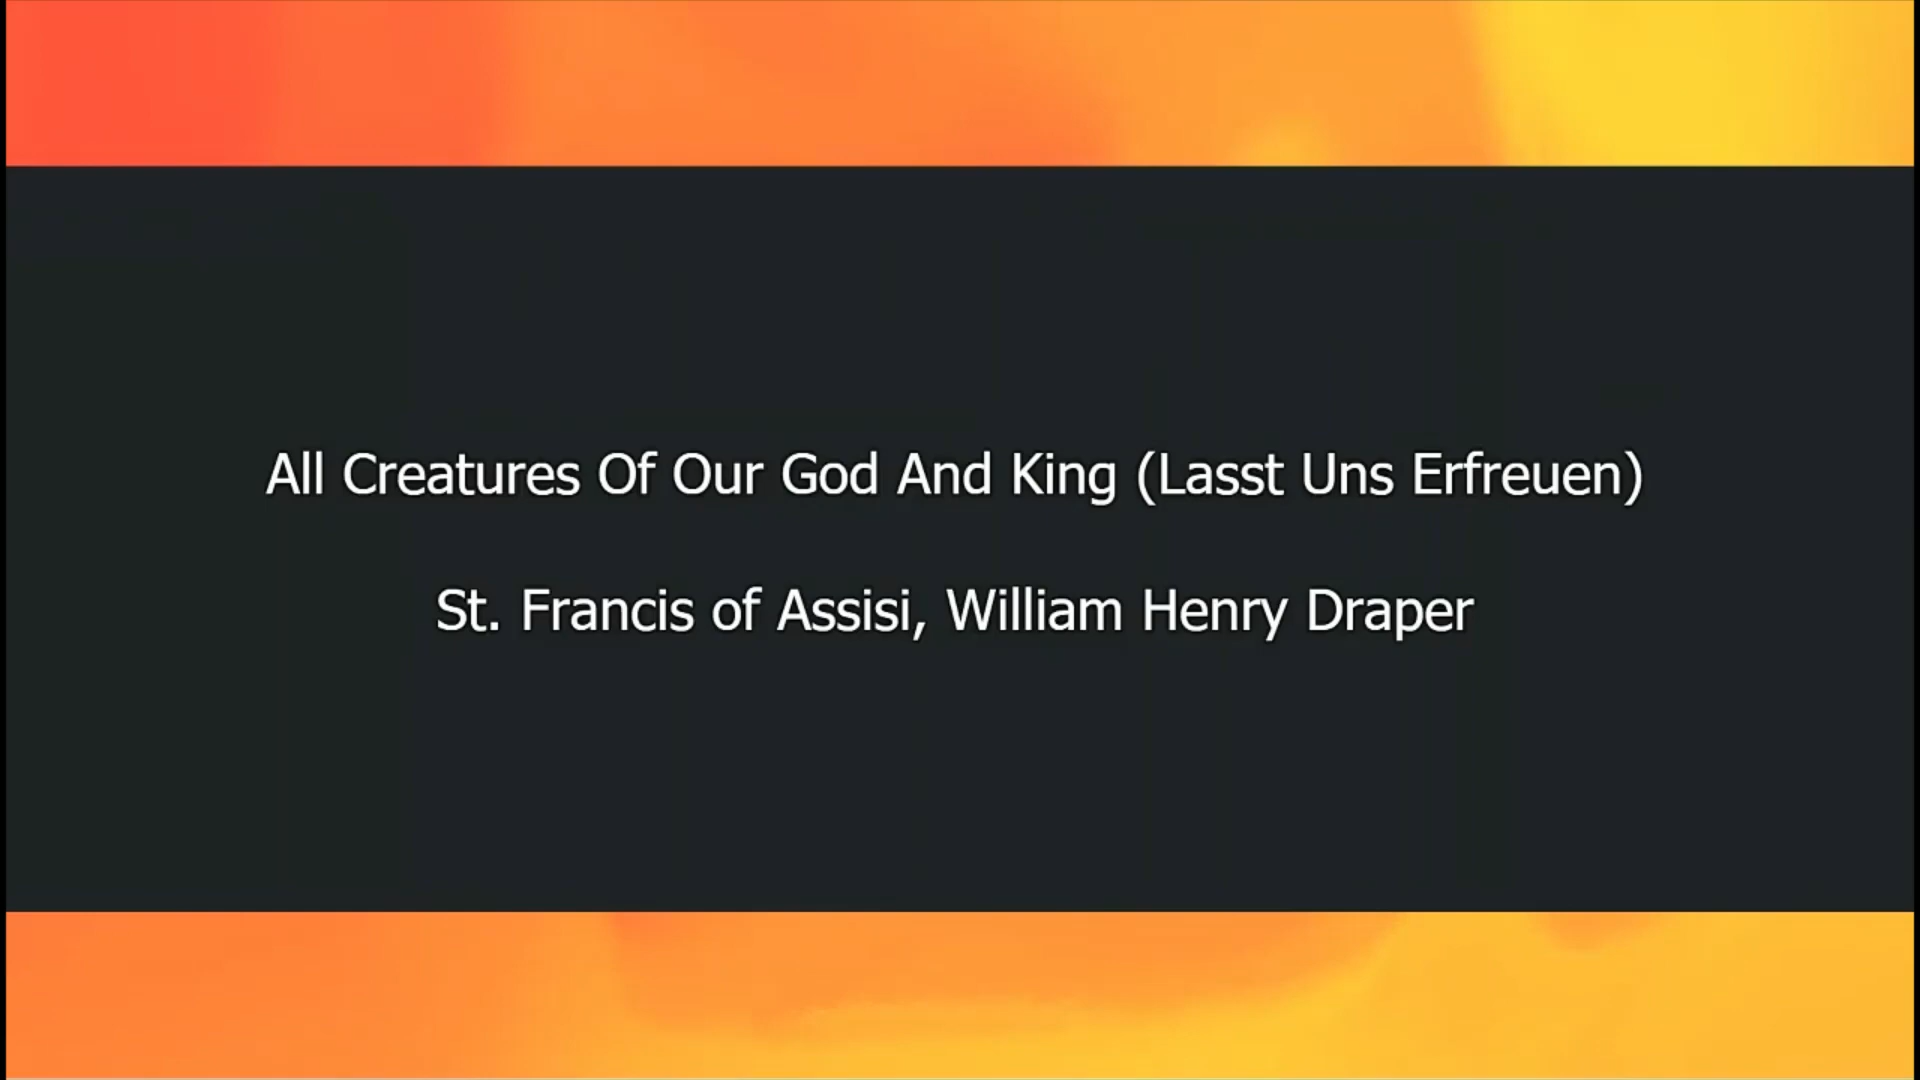 All Creatures Of Our God And King (Lasst Uns Erfreuen)
St. Francis of Assisi, William Henry Draper